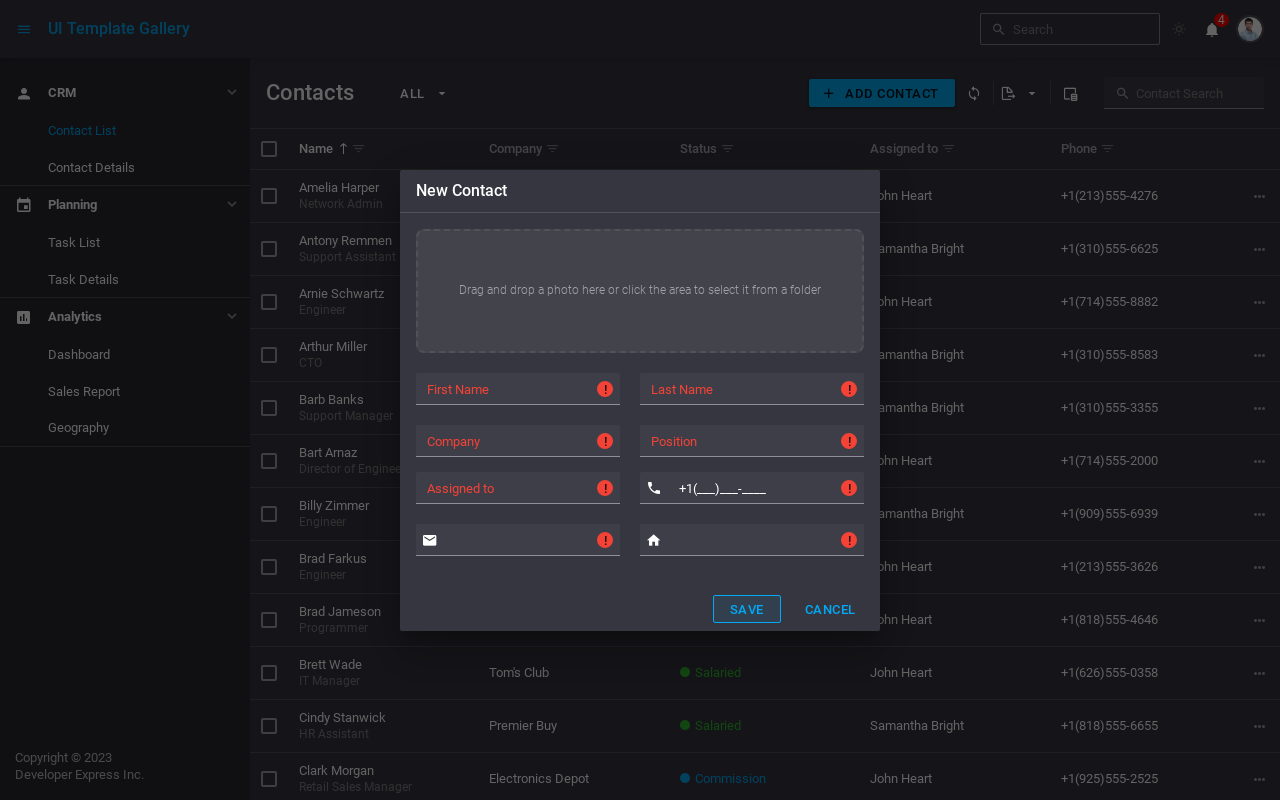 UI Template Gallery
Search
4
CRM
Contact List
Contact Details
Planning
Task List
Task Details
Analytics
Dashboard
Sales Report
Geography
Copyright © 2023
Developer Express Inc.
Contacts
ALL
ADD CONTACT
Contact Search
Name
Company
Status
Assigned to
Phone
Amelia Harper
Network Admin
John Heart
+1(213)555-4276
Antony Remmen
Support Assistant
Samantha Bright
+1(310)555-6625
Arnie Schwartz
Engineer
John Heart
+1(714)555-8882
Arthur Miller
CTO
Samantha Bright
+1(310)555-8583
Barb Banks
Support Manager
Samantha Bright
+1(310)555-3355
Bart Arnaz
Director of Enginee
John Heart
+1(714)555-2000
Billy Zimmer
Engineer
Samantha Bright
+1(909)555-6939
Brad Farkus
Engineer
John Heart
+1(213)555-3626
Brad Jameson
Programmer
John Heart
+1(818)555-4646
Brett Wade
IT Manager
Tom's Club
Salaried
John Heart
+1(626)555-0358
Cindy Stanwick
HR Assistant
Premier Buy
Salaried
Samantha Bright
+1(818)555-6655
Clark Morgan
Retail Sales Manager
Electronics Depot
Commission
John Heart
+1(925)555-2525
New Contact
Drag and drop a photo here or click the area to select it from a folder
First Name
Last Name
Company
Position
Assigned to
+1(___)___-____
SAVE
CANCEL